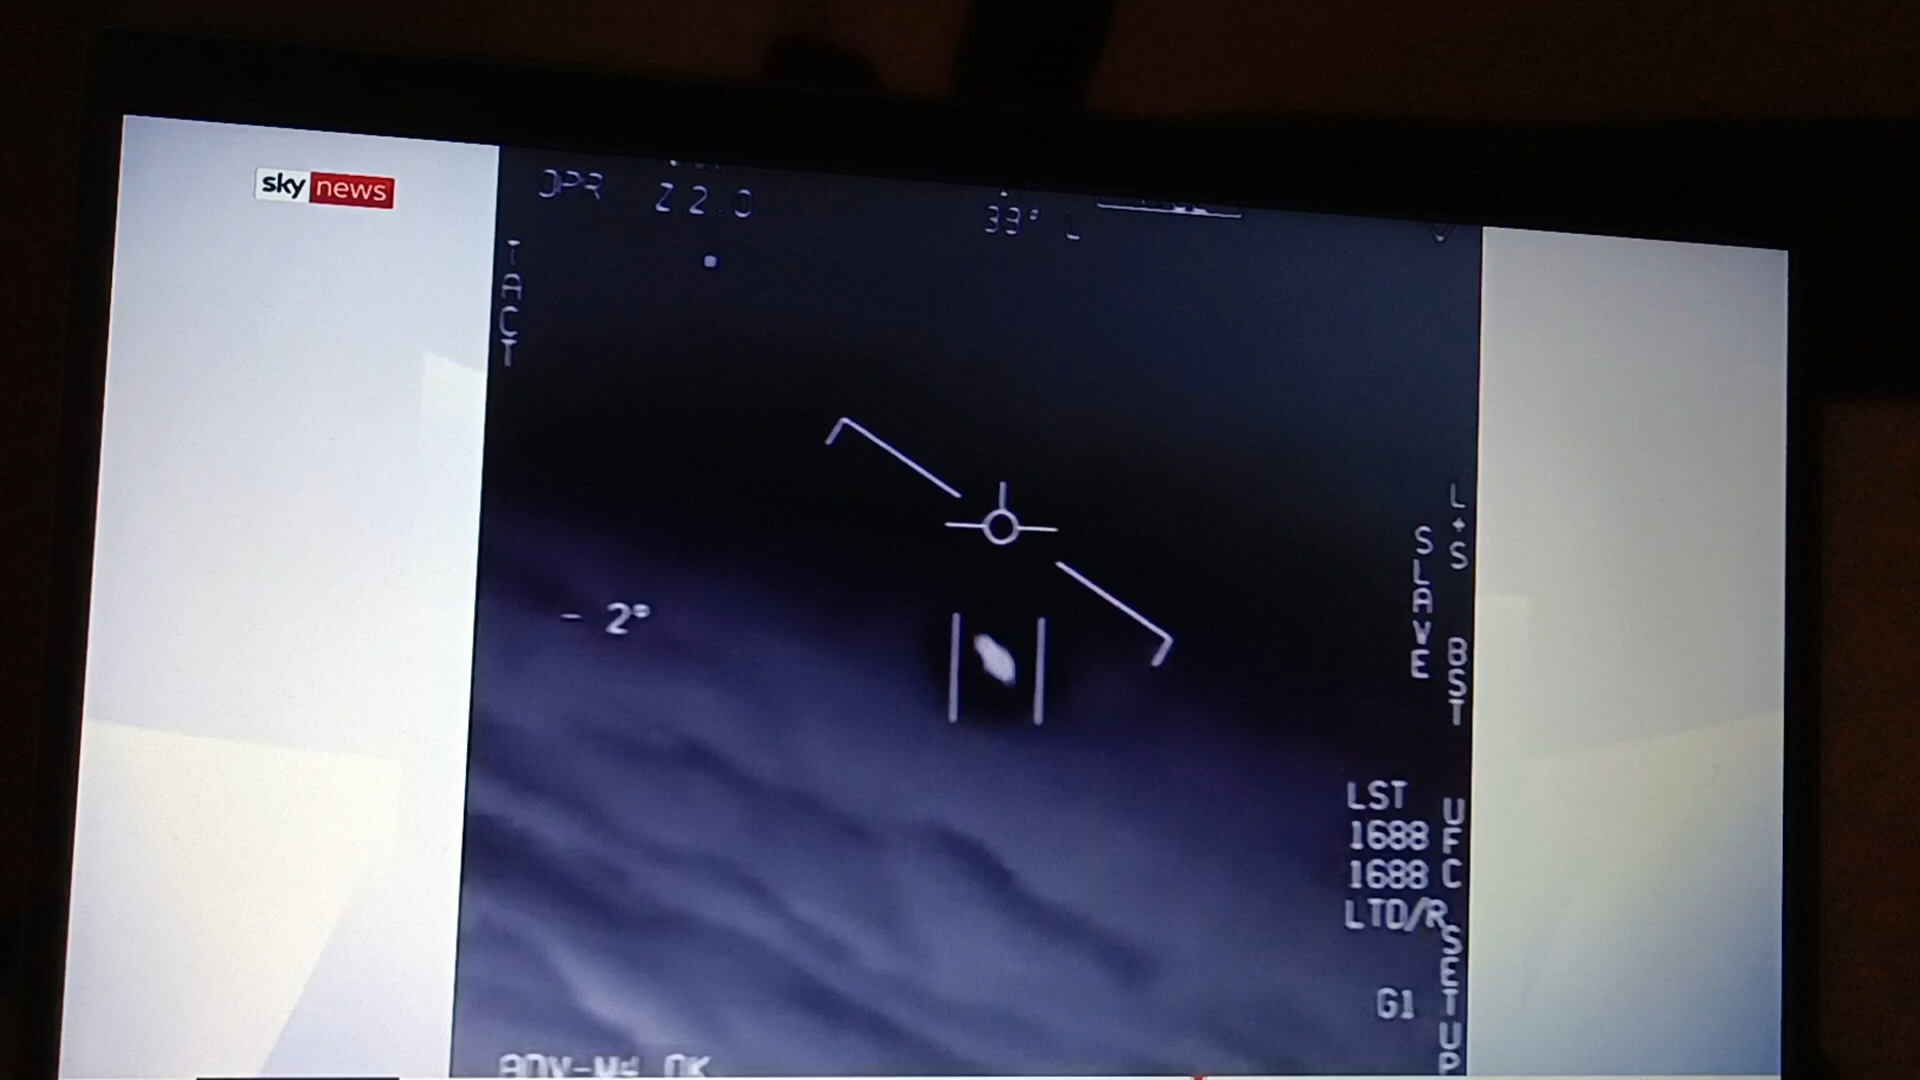 sky news
OPR
Z 2.0
33° L
TACT
L+S BST
SLAVE
- 2°
LST
1688
1688
LTD/R
UFC SETUP
G1